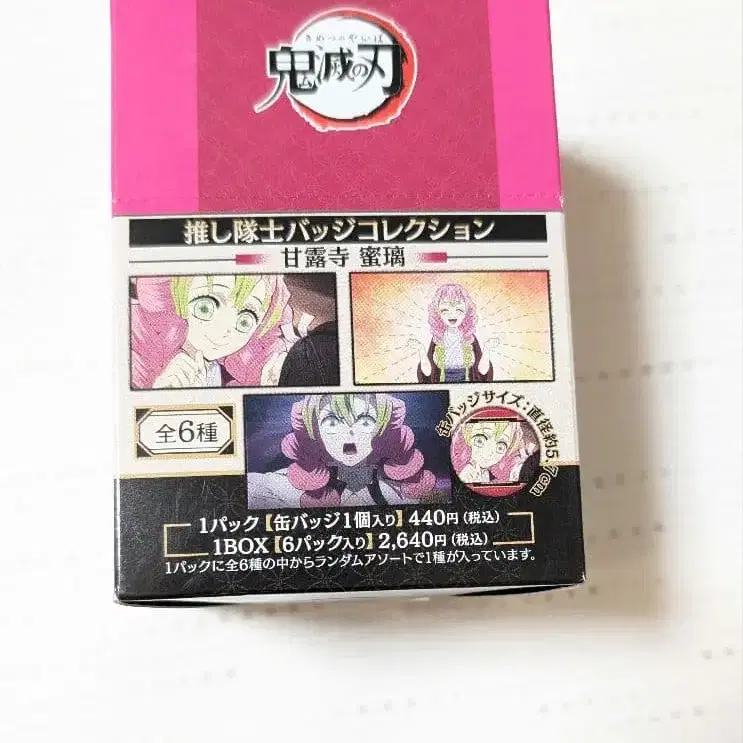 きめつのやいば
鬼滅の刃
推し隊士バッジコレクション
甘露寺 蜜璃
全6種
缶バッジサイズ:直径約5.7cm
1パック【缶バッジ1個入り】440円(税込)
1BOX【6パック入り】2,640円(税込)
1パックに全6種の中からランダムアソートで1種が入っています。